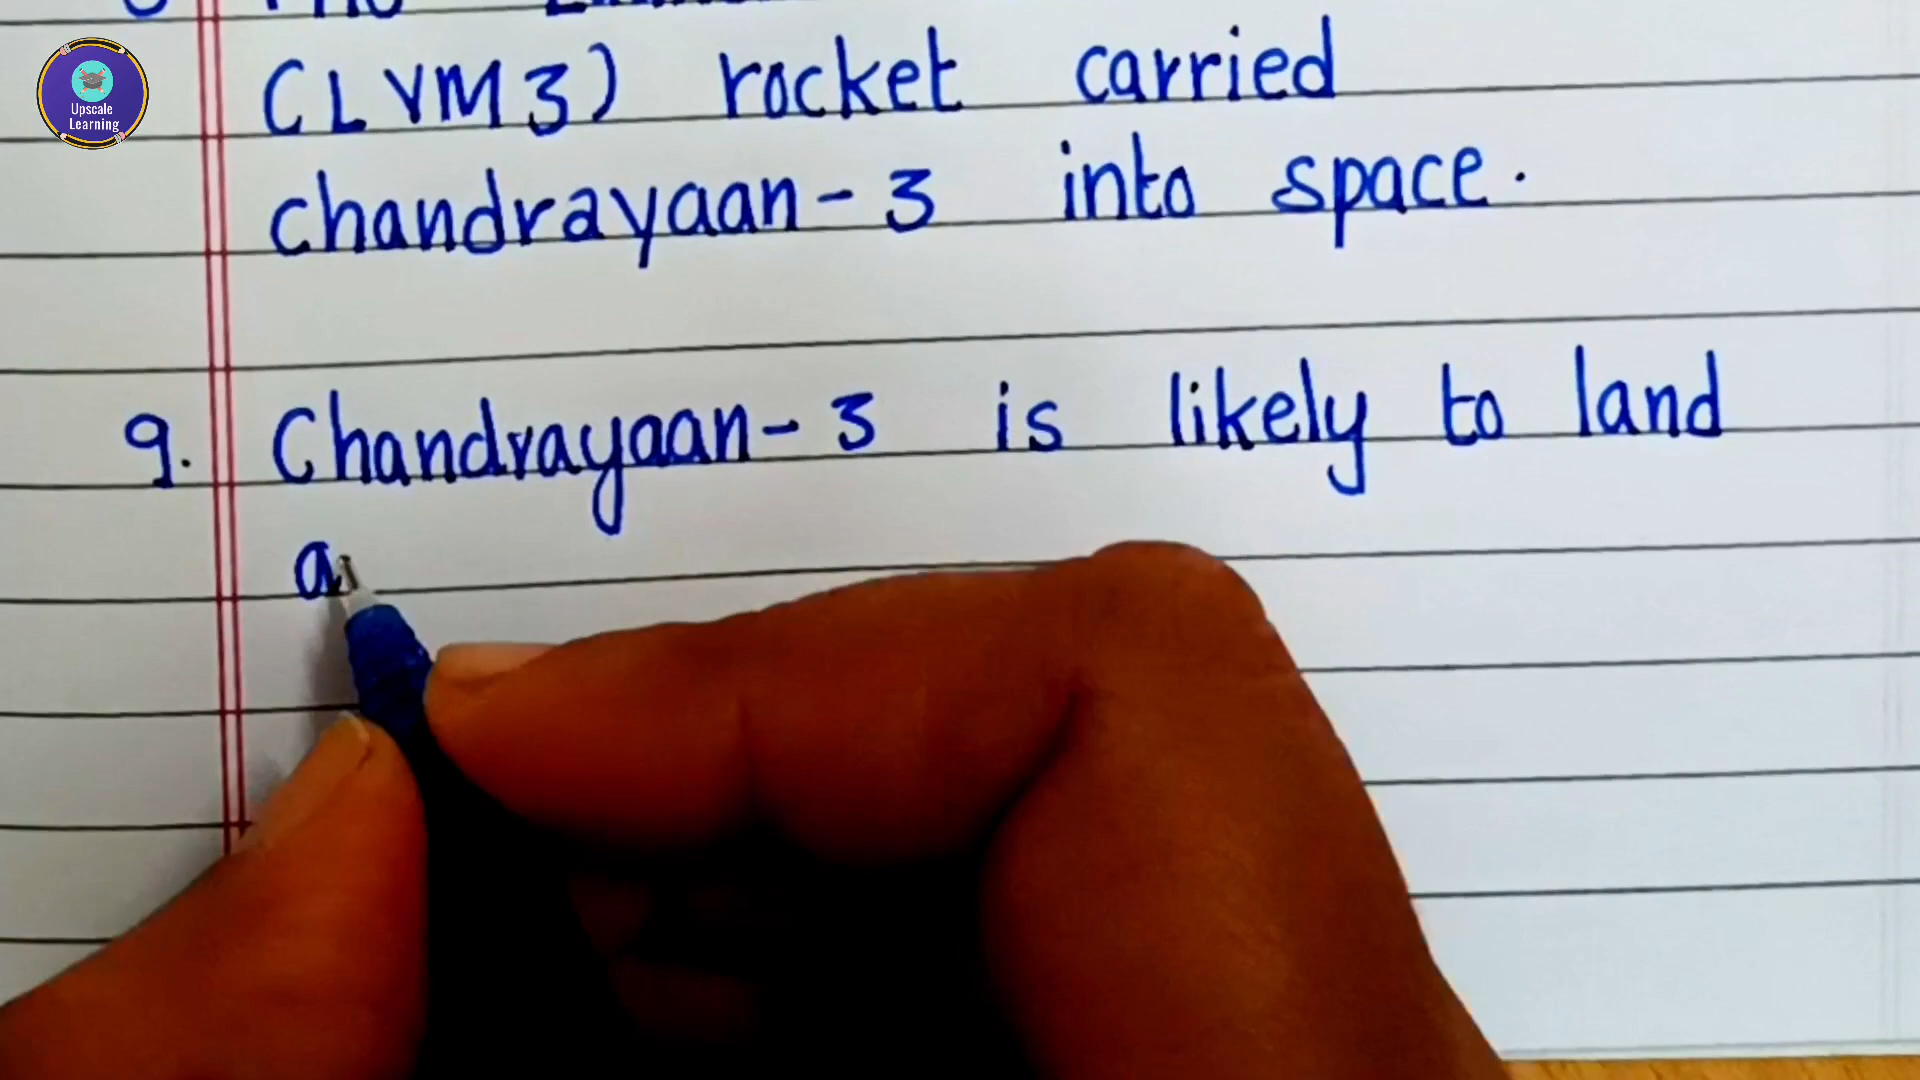 Upscale
Learning
(LVM3) rocket carried
chandrayaan-3 into space.
9. Chandrayaan-3 is likely to land
a